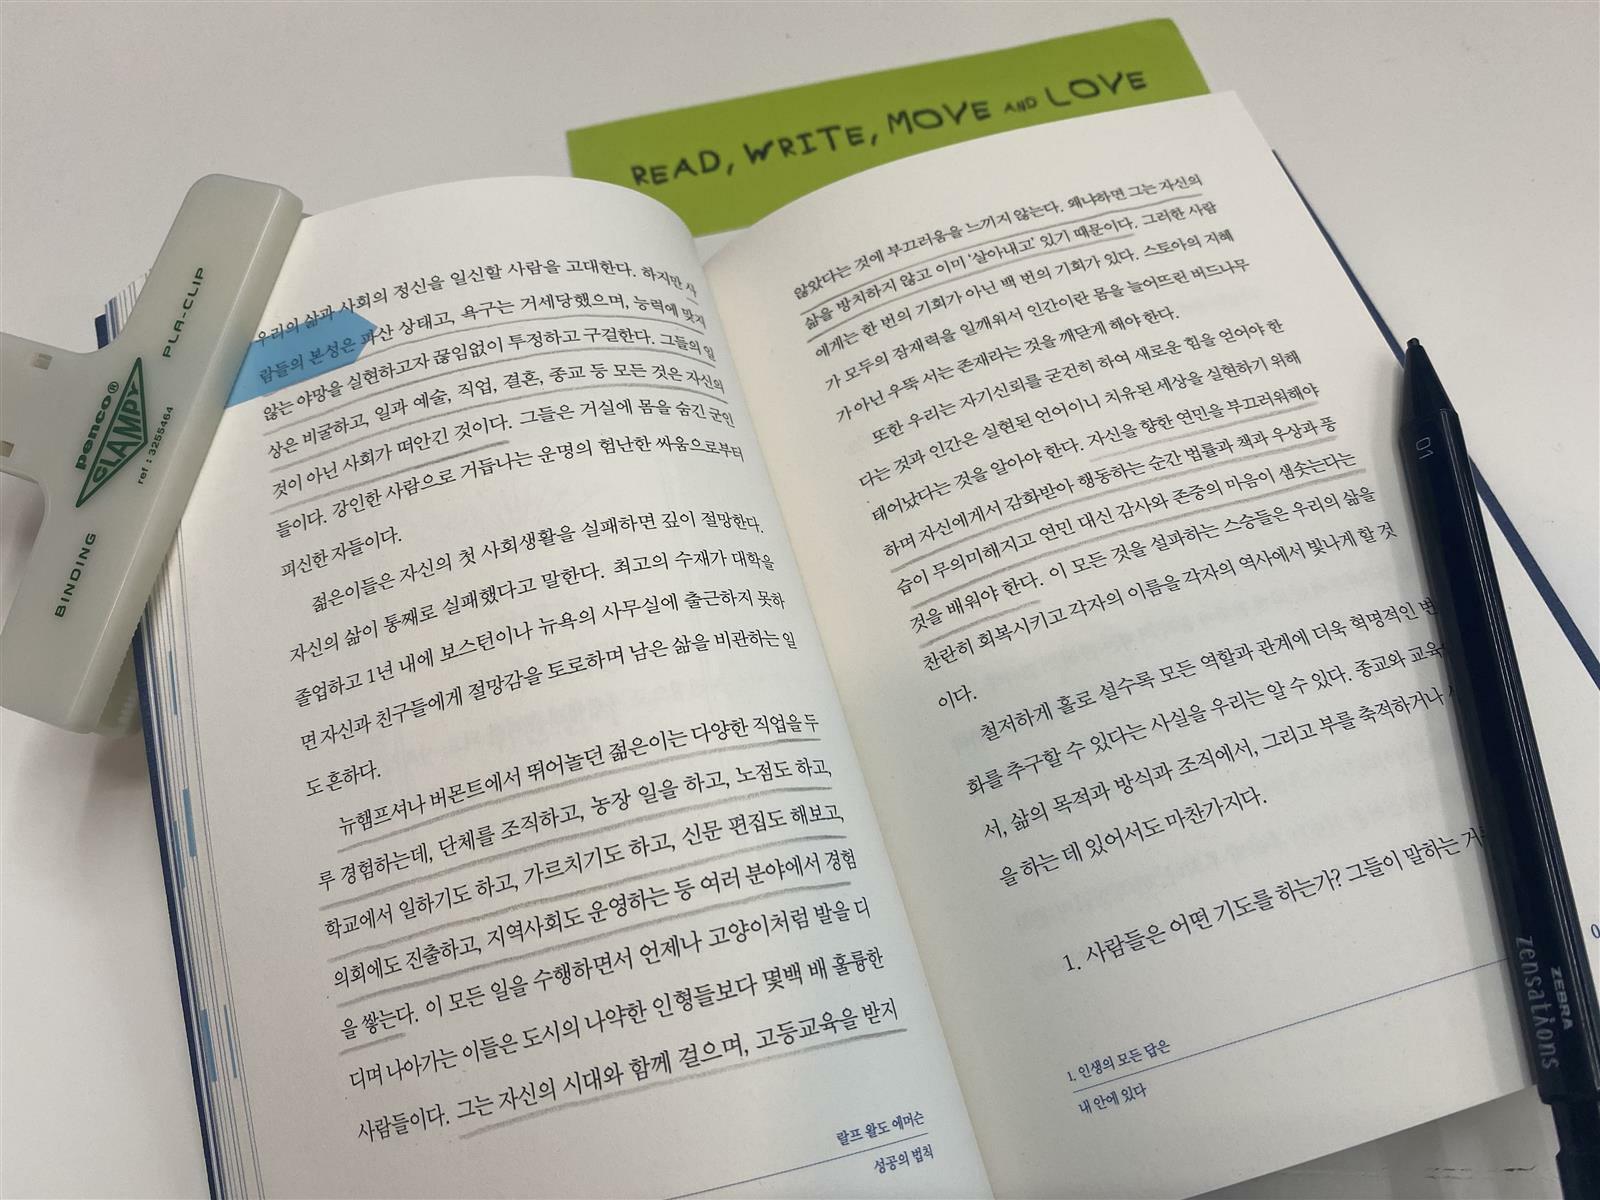 READ, WRITE, MOVE AND LOVE
penco®
CLAMPY
PLA-CLIP
ref : 3255464
BINDING
우리의 삶과 사회의 정신을 일신할 사람을 고대한다. 하지만 사
람들의 본성은 파산 상태고, 욕구는 거세당했으며, 능력에 맞지
않는 야망을 실현하고자 끊임없이 투정하고 구걸한다. 그들의 일
상은 비굴하고, 일과 예술, 직업, 결혼, 종교 등 모든 것은 자신의
것이 아닌 사회가 떠안긴 것이다. 그들은 거실에 몸을 숨긴 군인
들이다. 강인한 사람으로 거듭나는 운명의 험난한 싸움으로부터
피신한 자들이다.
젊은이들은 자신의 첫 사회생활을 실패하면 깊이 절망한다.
자신의 삶이 통째로 실패했다고 말한다. 최고의 수재가 대학을
졸업하고 1년 내에 보스턴이나 뉴욕의 사무실에 출근하지 못하
면 자신과 친구들에게 절망감을 토로하며 남은 삶을 비관하는 일
도 흔하다.
뉴햄프셔나 버몬트에서 뛰어놀던 젊은이는 다양한 직업을 두
루 경험하는데, 단체를 조직하고, 농장 일을 하고, 노점도 하고,
학교에서 일하기도 하고, 가르치기도 하고, 신문 편집도 해보고,
의회에도 진출하고, 지역사회도 운영하는 등 여러 분야에서 경험
을 쌓는다. 이 모든 일을 수행하면서 언제나 고양이처럼 발을 디
디며 나아가는 이들은 도시의 나약한 인형들보다 몇백 배 훌륭한
사람들이다. 그는 자신의 시대와 함께 걸으며, 고등교육을 받지
랄프 왈도 에머슨
성공의 법칙
않았다는 것에 부끄러움을 느끼지 않는다. 왜냐하면 그는 자신의
삶을 방치하지 않고 이미 '살아내고' 있기 때문이다. 그러한 사람
에게는 한 번의 기회가 아닌 백 번의 기회가 있다. 스토아의 지혜
가 모두의 잠재력을 일깨워서 인간이란 몸을 늘어뜨린 버드나무
가 아닌 우뚝 서는 존재라는 것을 깨닫게 해야 한다.
또한 우리는 자기신뢰를 굳건히 하여 새로운 힘을 얻어야 한
다는 것과 인간은 실현된 언어이니 치유된 세상을 실현하기 위해
태어났다는 것을 알아야 한다. 자신을 향한 연민을 부끄러워해야
하며 자신에게서 감화받아 행동하는 순간 법률과 책과 우상과 풍
습이 무의미해지고 연민 대신 감사와 존중의 마음이 샘솟는다는
것을 배워야 한다. 이 모든 것을 설파하는 스승들은 우리의 삶을
찬란히 회복시키고 각자의 이름을 각자의 역사에서 빛나게 할 것
이다.
철저하게 홀로 설수록 모든 역할과 관계에 더욱 혁명적인 변
화를 추구할 수 있다는 사실을 우리는 알 수 있다. 종교와 교육
서, 삶의 목적과 방식과 조직에서, 그리고 부를 축적하거나
을 하는 데 있어서도 마찬가지다.
1. 사람들은 어떤 기도를 하는가? 그들이 말하는
1. 인생의 모든 답은
내 안에 있다
01
ZEBRA
zensations